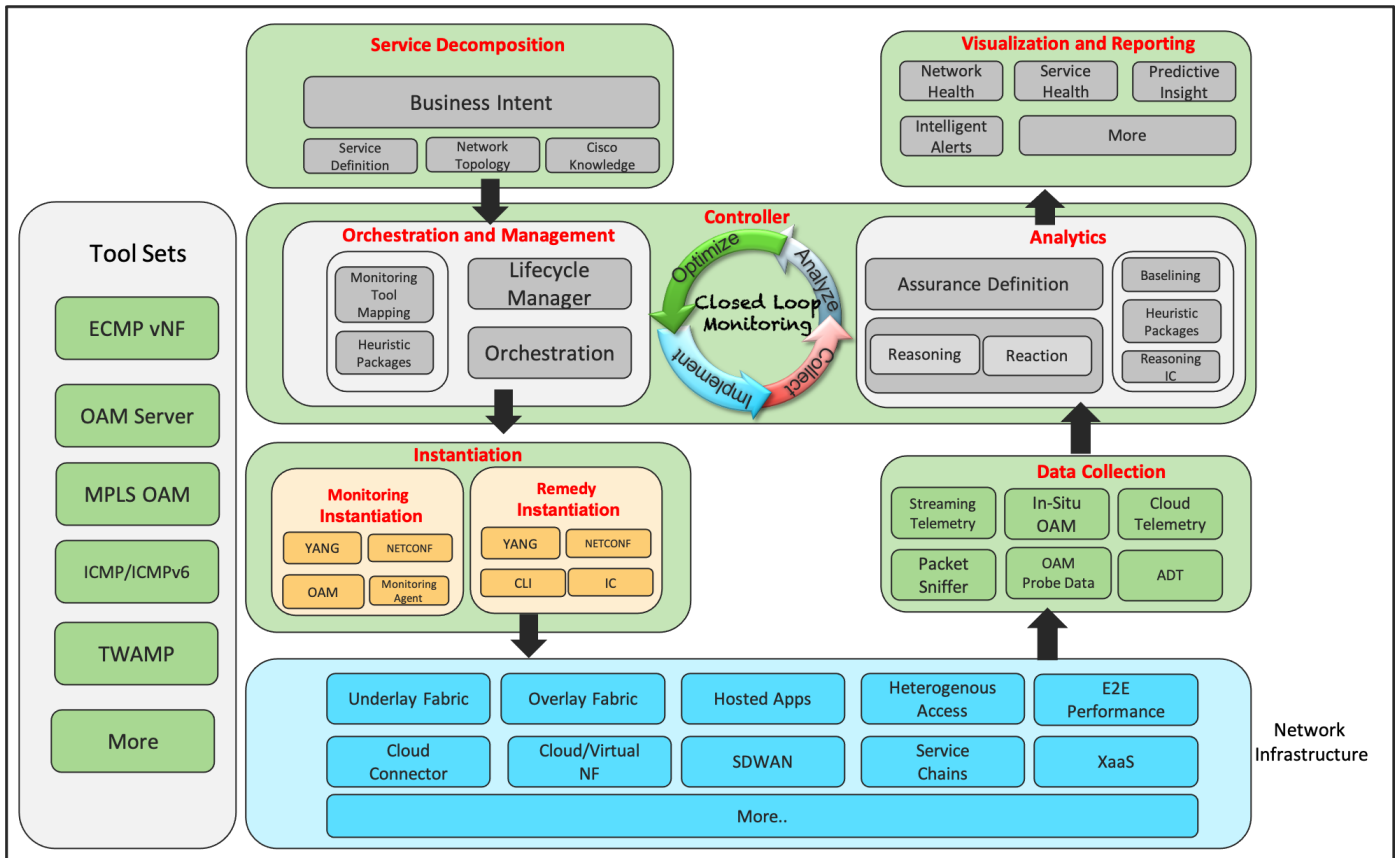 Service Decomposition
Business Intent
Service
Definition
Network
Topology
Cisco
Knowledge
Visualization and Reporting
Network
Health
Service
Health
Predictive
Insight
Intelligent
Alerts
More
Tool Sets
ECMP vNF
OAM Server
MPLS OAM
ICMP/ICMPv6
TWAMP
More
Controller
Orchestration and Management
Monitoring
Tool
Mapping
Heuristic
Packages
Lifecycle
Manager
Orchestration
Optimize
Analyze
Collect
Implement
Closed Loop
Monitoring
Analytics
Assurance Definition
Reasoning
Reaction
Baselining
Heuristic
Packages
Reasoning
IC
Instantiation
Monitoring
Instantiation
YANG
NETCONF
OAM
Monitoring
Agent
Remedy
Instantiation
YANG
NETCONF
CLI
IC
Data Collection
Streaming
Telemetry
In-Situ
OAM
Cloud
Telemetry
Packet
Sniffer
OAM
Probe Data
ADT
Underlay Fabric
Overlay Fabric
Hosted Apps
Heterogenous
Access
E2E
Performance
Cloud
Connector
Cloud/Virtual
NF
SDWAN
Service
Chains
XaaS
More..
Network
Infrastructure